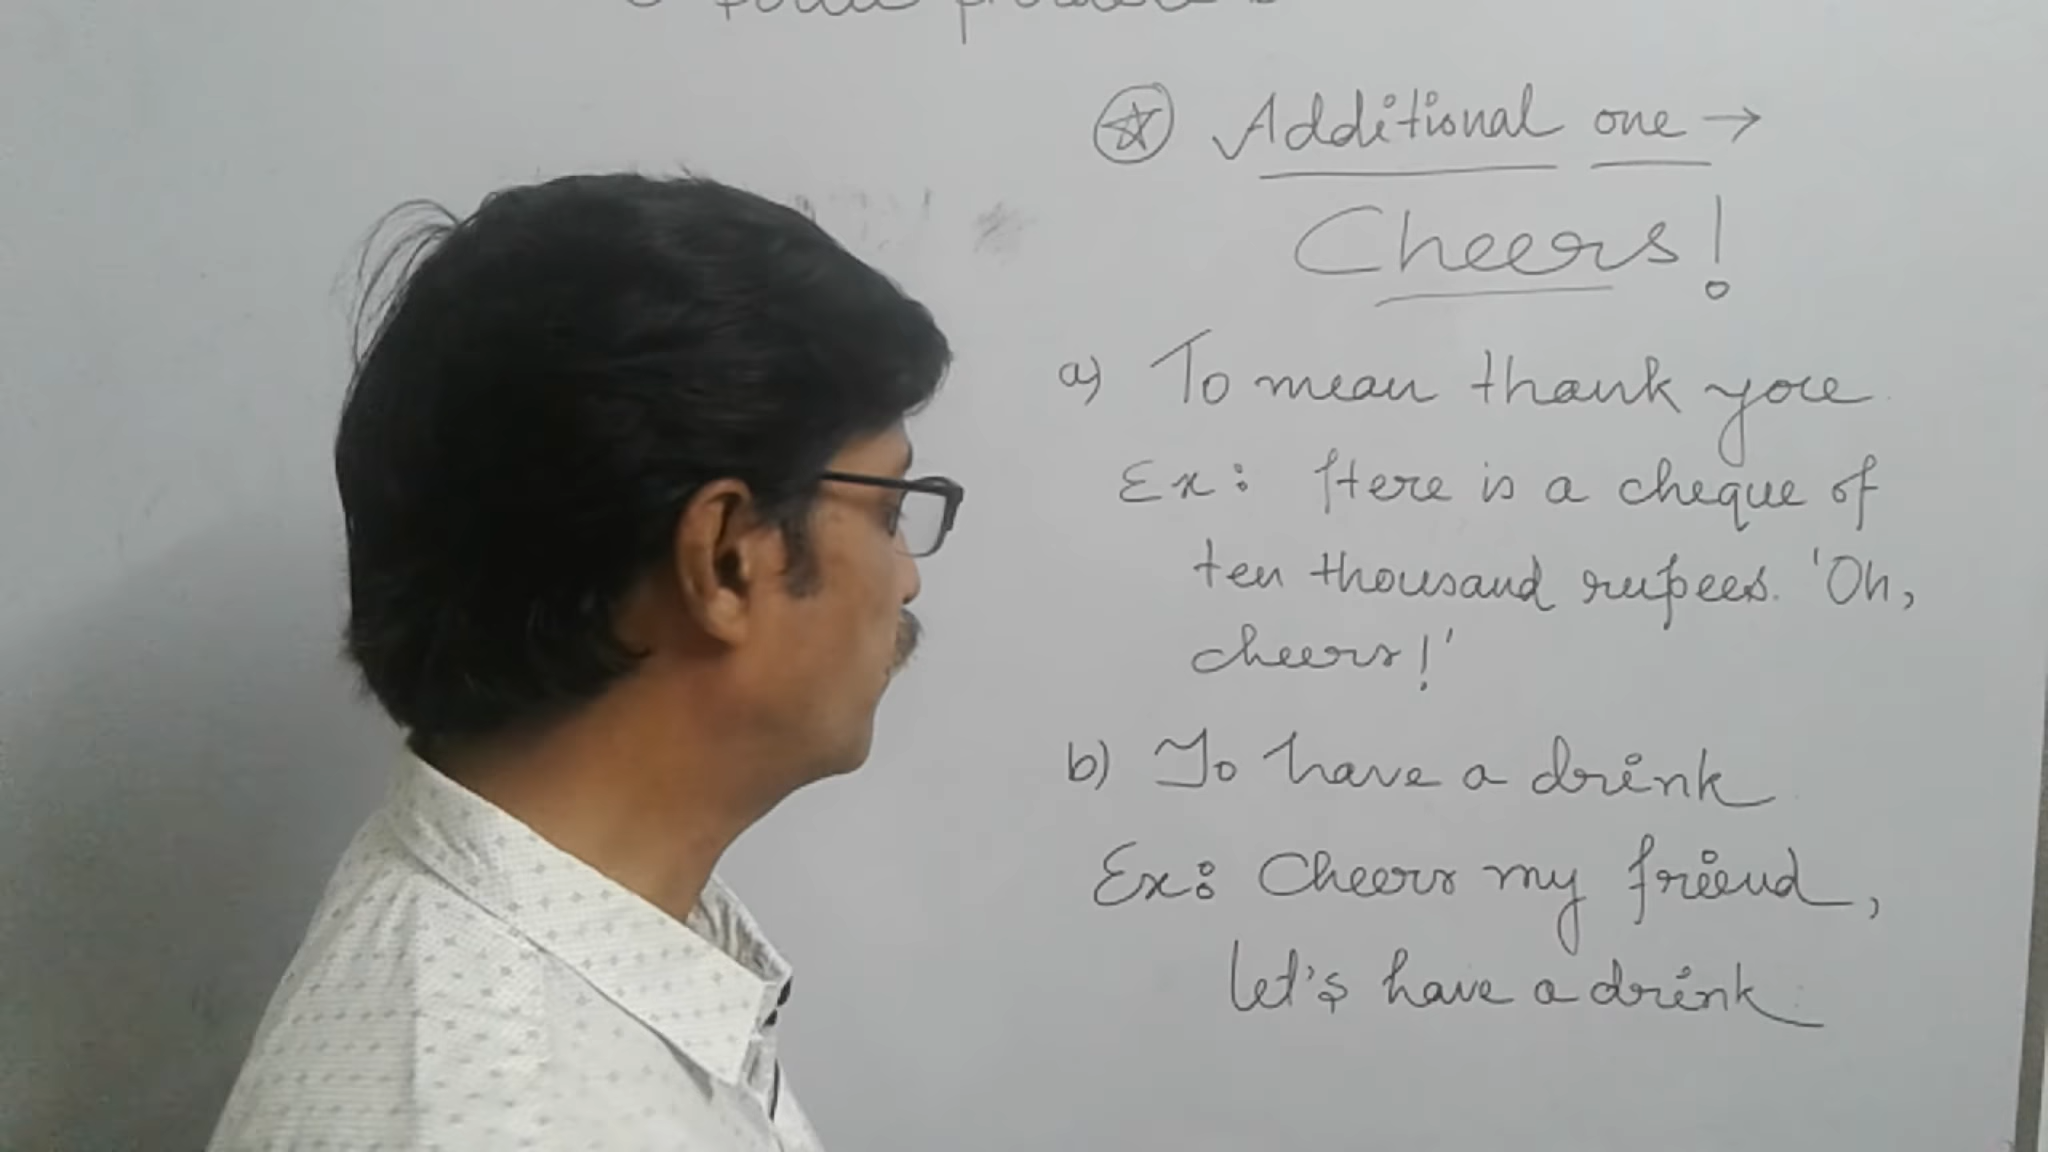 ☆ Additional one →
Cheers!
a) To mean thank you
Ex: Here is a cheque of
ten thousand rupees. 'Oh,
cheers!'
b) To have a drink
Ex: Cheers my friend,
let's have a drink.